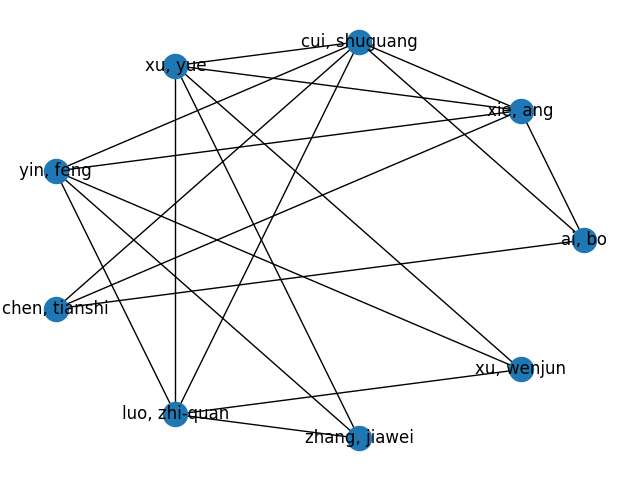 cui, shuguang
xu, yue
xie, ang
yin, feng
ai, bo
chen, tianshi
xu, wenjun
luo, zhi-quan
zhang, jiawei